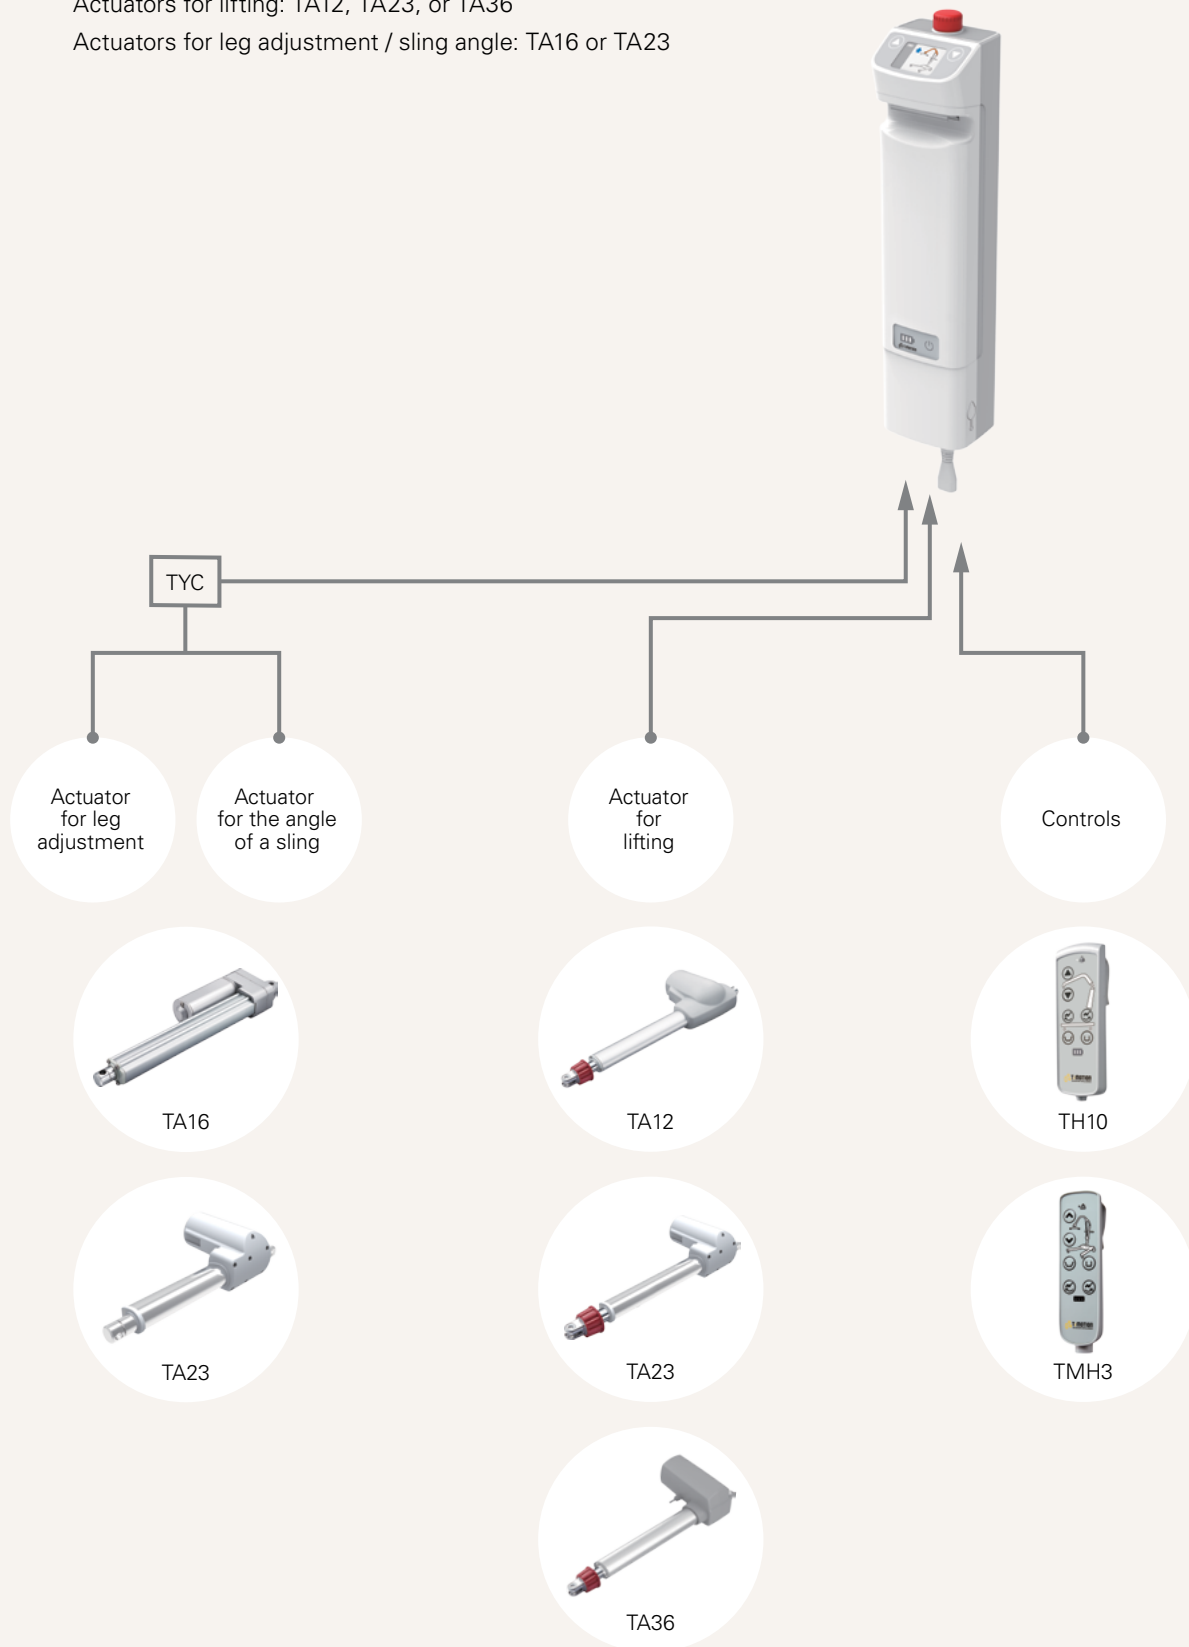 Actuators for lifting: TA12, TA23, or TA36
Actuators for leg adjustment / sling angle: TA16 or TA23
TYC
Actuator
for leg
adjustment
Actuator
for the angle
of a sling
Actuator
for
lifting
Controls
TA16
TA12
TH10
TA23
TA23
TMH3
TA36